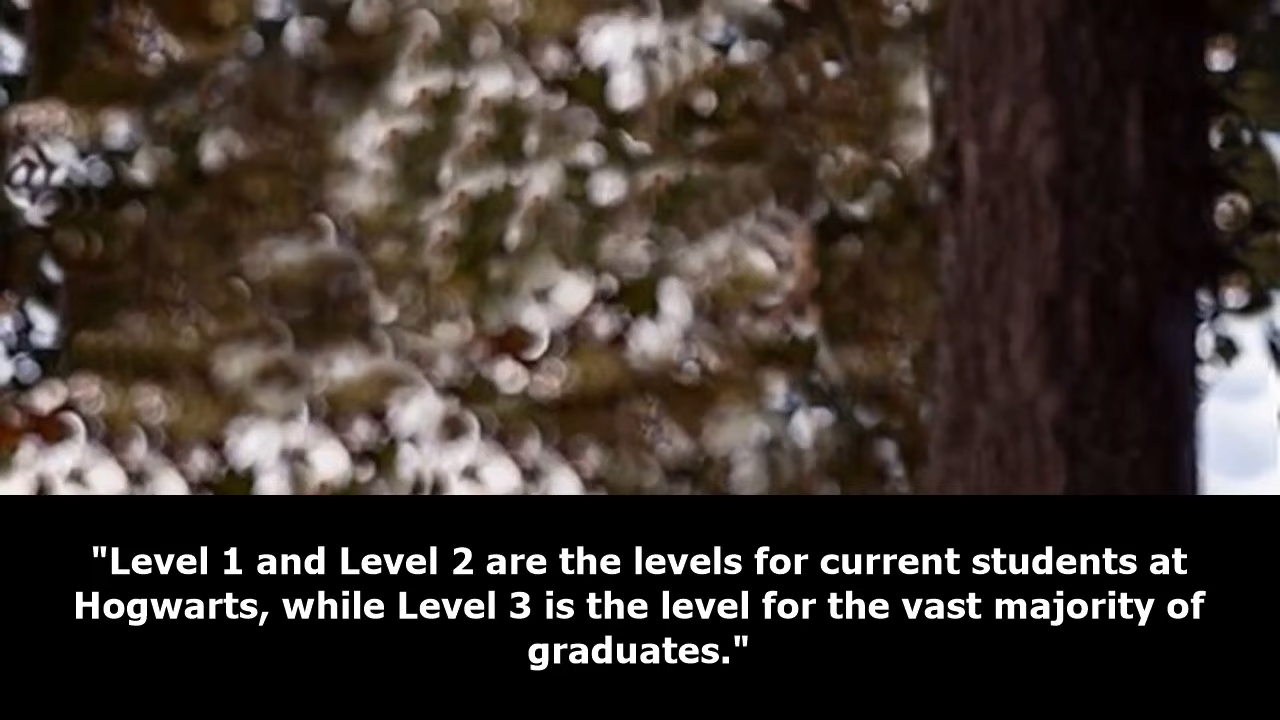 "Level 1 and Level 2 are the levels for current students at
Hogwarts, while Level 3 is the level for the vast majority of
graduates."